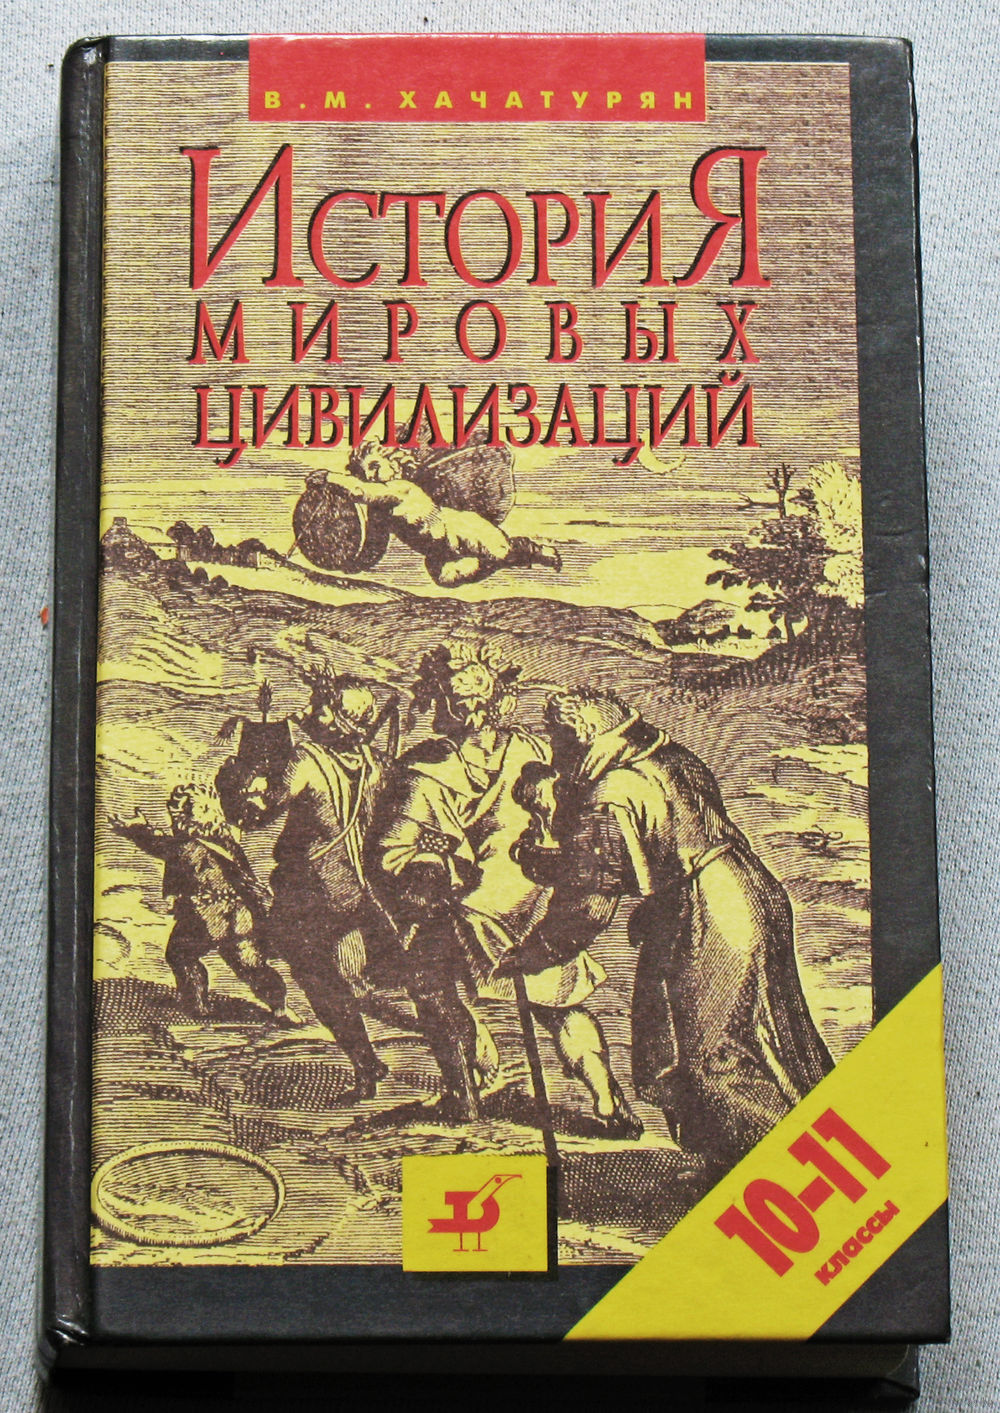 В. М. ХАЧАТУРЯН
ИСТОРИЯ
МИРОВЫХ
ЦИВИЛИЗАЦИЙ
10–11
классы